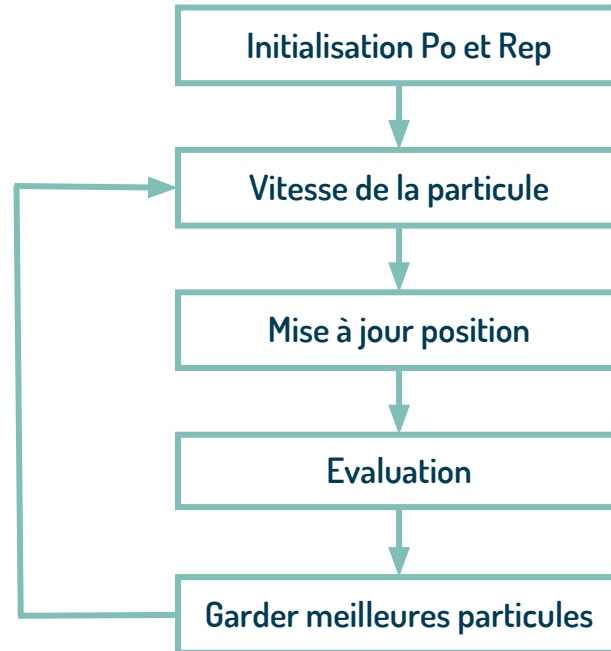 Initialisation Po et Rep
Vitesse de la particule
Mise à jour position
Evaluation
Garder meilleures particules